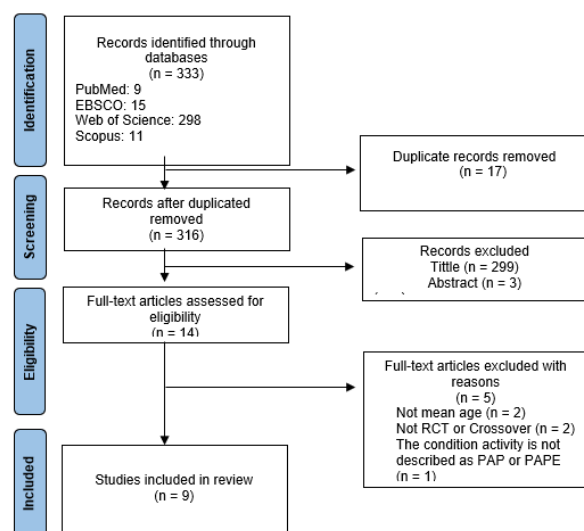 Identification
Records identified through
databases
(n = 333)
PubMed: 9
EBSCO: 15
Web of Science: 298
Scopus: 11
Duplicate records removed
(n = 17)
Screening
Records after duplicated
removed
(n = 316)
Records excluded
Tittle (n = 299)
Abstract (n = 3)
Eligibility
Full-text articles assessed for
eligibility
(n = 14)
Full-text articles excluded with
reasons
(n = 5)
Not mean age (n = 2)
Not RCT or Crossover (n = 2)
The condition activity is not
described as PAP or PAPE
(n = 1)
Included
Studies included in review
(n = 9)